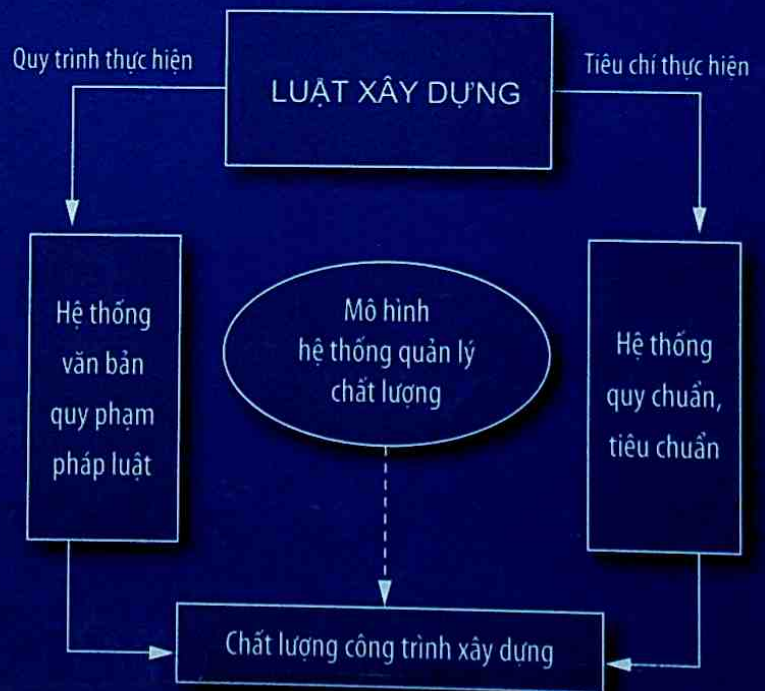 Quy trình thực hiện
LUẬT XÂY DỰNG
Tiêu chí thực hiện
Hệ thống
văn bản
quy phạm
pháp luật
Mô hình
hệ thống quản lý
chất lượng
Hệ thống
quy chuẩn,
tiêu chuẩn
Chất lượng công trình xây dựng